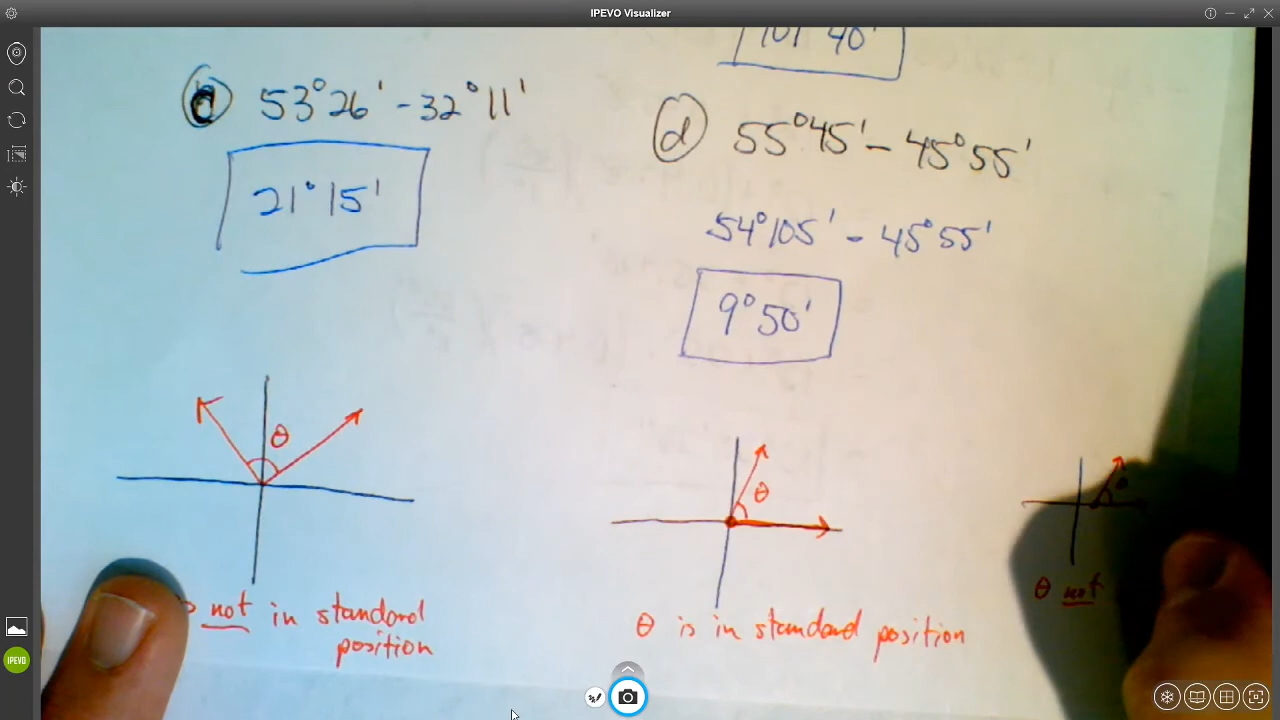 IPEVO Visualizer
101°40'
b 53°26' - 32°11'
21°15'
d 55°45' - 45°55'
54°105' - 45°55'
9°50'
θ
θ
θ
not in standard
position
θ is in standard position
θ not
IPEVO